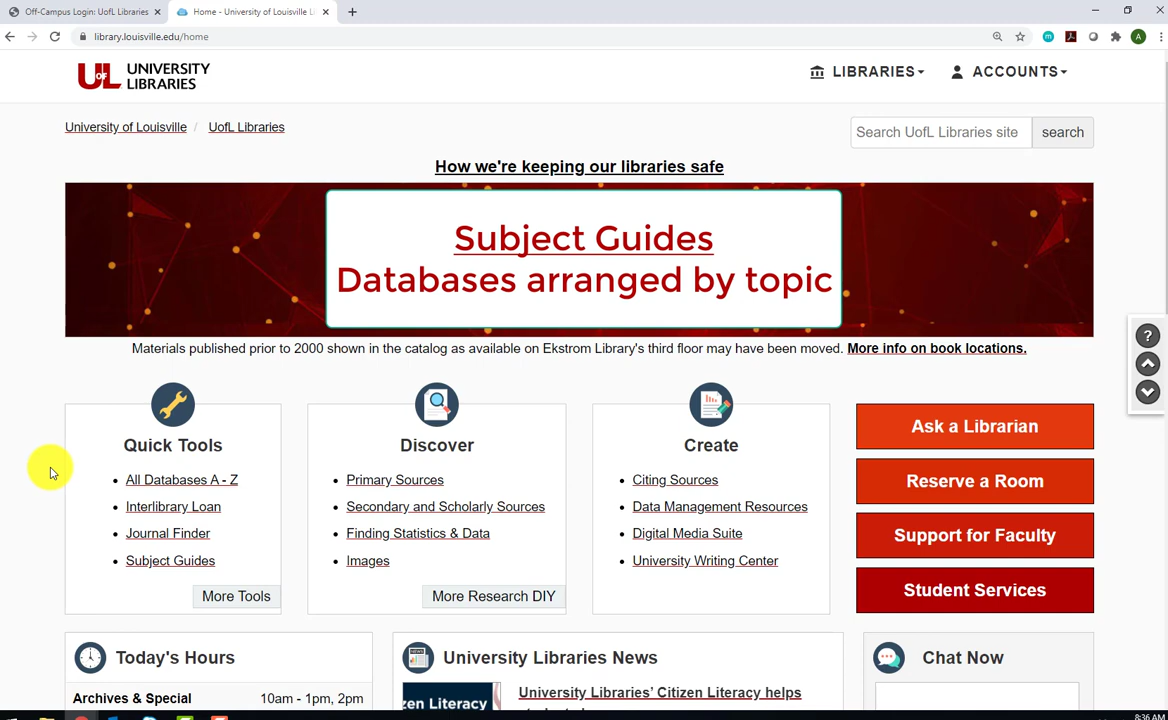 Off-Campus Login: UofL Libraries
Home - University of Louisville L
library.louisville.edu/home
A
UofL
UNIVERSITY
LIBRARIES
LIBRARIES
ACCOUNTS
University of Louisville / UofL Libraries
Search UofL Libraries site
search
How we're keeping our libraries safe
Subject Guides
Databases arranged by topic
Materials published prior to 2000 shown in the catalog as available on Ekstrom Library's third floor may have been moved. More info on book locations.
?
Quick Tools
All Databases A - Z
Interlibrary Loan
Journal Finder
Subject Guides
More Tools
Discover
Primary Sources
Secondary and Scholarly Sources
Finding Statistics & Data
Images
More Research DIY
Create
Citing Sources
Data Management Resources
Digital Media Suite
University Writing Center
Ask a Librarian
Reserve a Room
Support for Faculty
Student Services
Today's Hours
Archives & Special 10am - 1pm, 2pm
NEWS
University Libraries News
zen Literacy
University Libraries' Citizen Literacy helps
Chat Now
8:36 AM